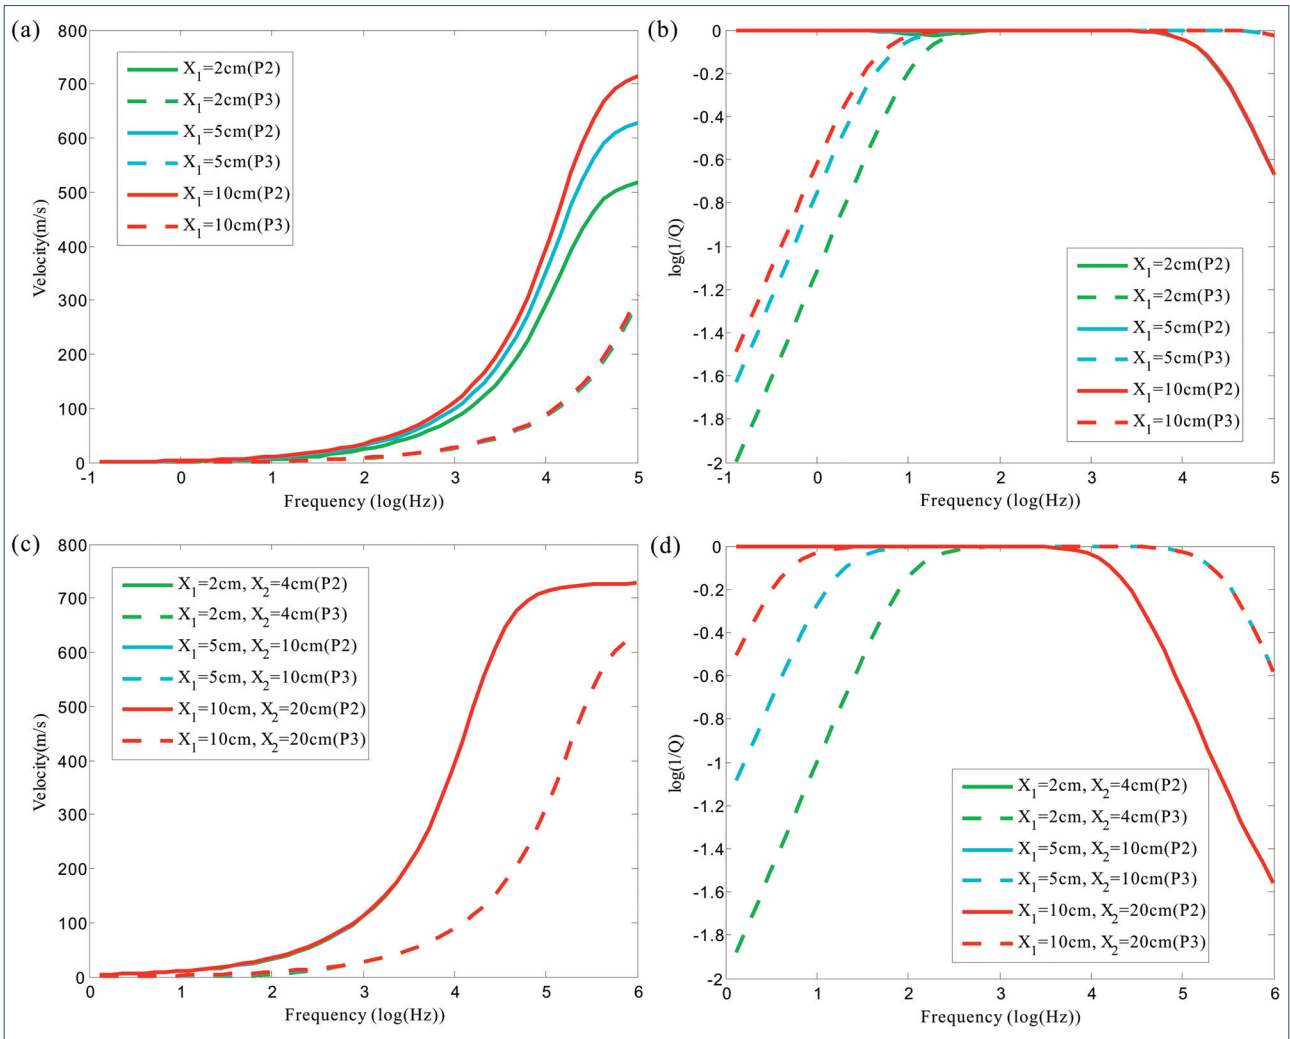 (a)
800
700
600
500
400
300
200
100
0
Velocity(m/s)
X1=2cm(P2)
X1=2cm(P3)
X1=5cm(P2)
X1=5cm(P3)
X1=10cm(P2)
X1=10cm(P3)
-1 0 1 2 3 4 5
Frequency (log(Hz))
(b)
0
-0.2
-0.4
-0.6
-0.8
-1
-1.2
-1.4
-1.6
-1.8
-2
log(1/Q)
X1=2cm(P2)
X1=2cm(P3)
X1=5cm(P2)
X1=5cm(P3)
X1=10cm(P2)
X1=10cm(P3)
-1 0 1 2 3 4 5
Frequency (log(Hz))
(c)
800
700
600
500
400
300
200
100
0
Velocity(m/s)
X1=2cm, X2=4cm(P2)
X1=2cm, X2=4cm(P3)
X1=5cm, X2=10cm(P2)
X1=5cm, X2=10cm(P3)
X1=10cm, X2=20cm(P2)
X1=10cm, X2=20cm(P3)
0 1 2 3 4 5 6
Frequency (log(Hz))
(d)
0
-0.2
-0.4
-0.6
-0.8
-1
-1.2
-1.4
-1.6
-1.8
-2
log(1/Q)
X1=2cm, X2=4cm(P2)
X1=2cm, X2=4cm(P3)
X1=5cm, X2=10cm(P2)
X1=5cm, X2=10cm(P3)
X1=10cm, X2=20cm(P2)
X1=10cm, X2=20cm(P3)
0 1 2 3 4 5 6
Frequency (log(Hz))